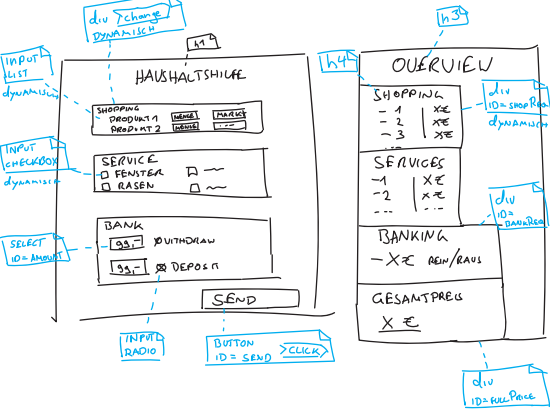 div >change>
DYNAMISCH
h1
h3
INPUT
LIST
dynamisch
HAUSHALTSHILFE
SHOPPING
PRODUKT 1 MENGE MARKT
PRODUKT 2 MENGE ---
INPUT
CHECKBOX
dynamisch
SERVICE
FENSTER
RASEN
SELECT
ID=AMOUNT
BANK
99,- WITHDRAW
99,- DEPOSIT
SEND
INPUT
RADIO
BUTTON
ID = SEND >CLICK>
h4
OVERVIEW
SHOPPING
- 1 X€
- 2 X€
- 3 X€
--- ---
div
ID=SHOPREQ
dynamisch
SERVICES
-1 X€
-2 X€
--- ---
div
ID=
BANKREQ
BANKING
- X€ REIN/RAUS
GESAMTPREIS
X €
div
ID=FULLPRICE